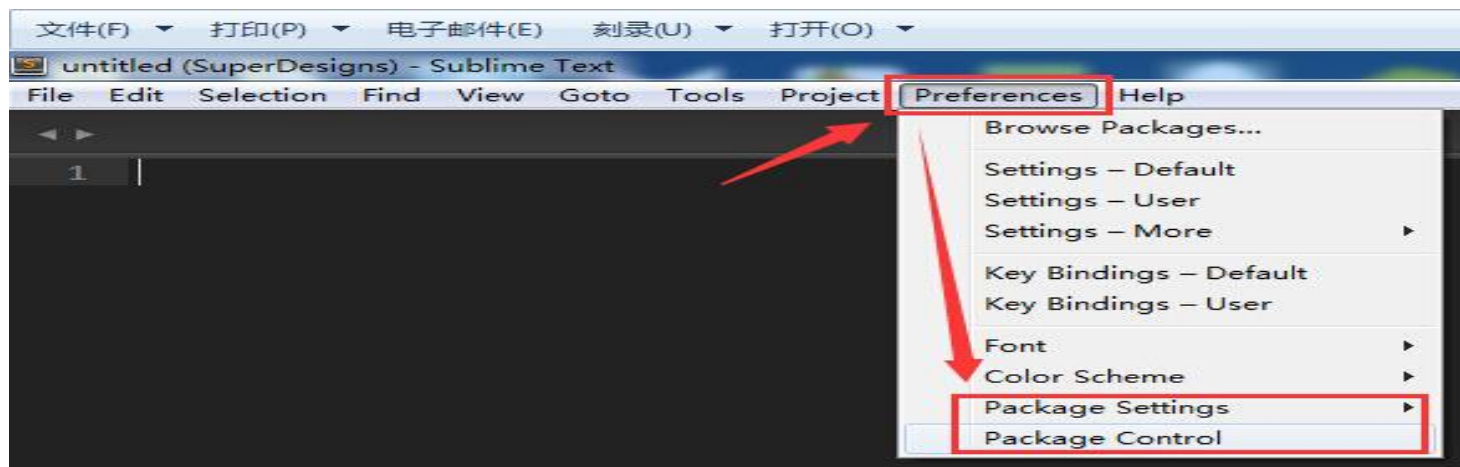 文件(F) 打印(P) 电子邮件(E) 刻录(U) 打开(O)
untitled (SuperDesigns) - Sublime Text
File Edit Selection Find View Goto Tools Project Preferences Help
Browse Packages...
1
Settings – Default
Settings – User
Settings – More
Key Bindings – Default
Key Bindings – User
Font
Color Scheme
Package Settings
Package Control